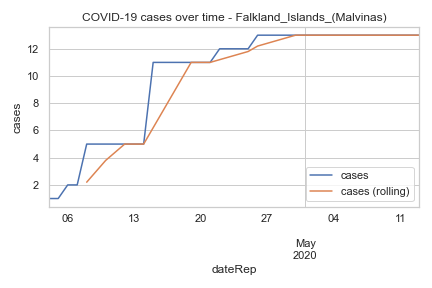 COVID-19 cases over time - Falkland_Islands_(Malvinas)
cases
12
10
8
6
4
2
cases
cases (rolling)
06
13
20
27
04
11
May
2020
dateRep